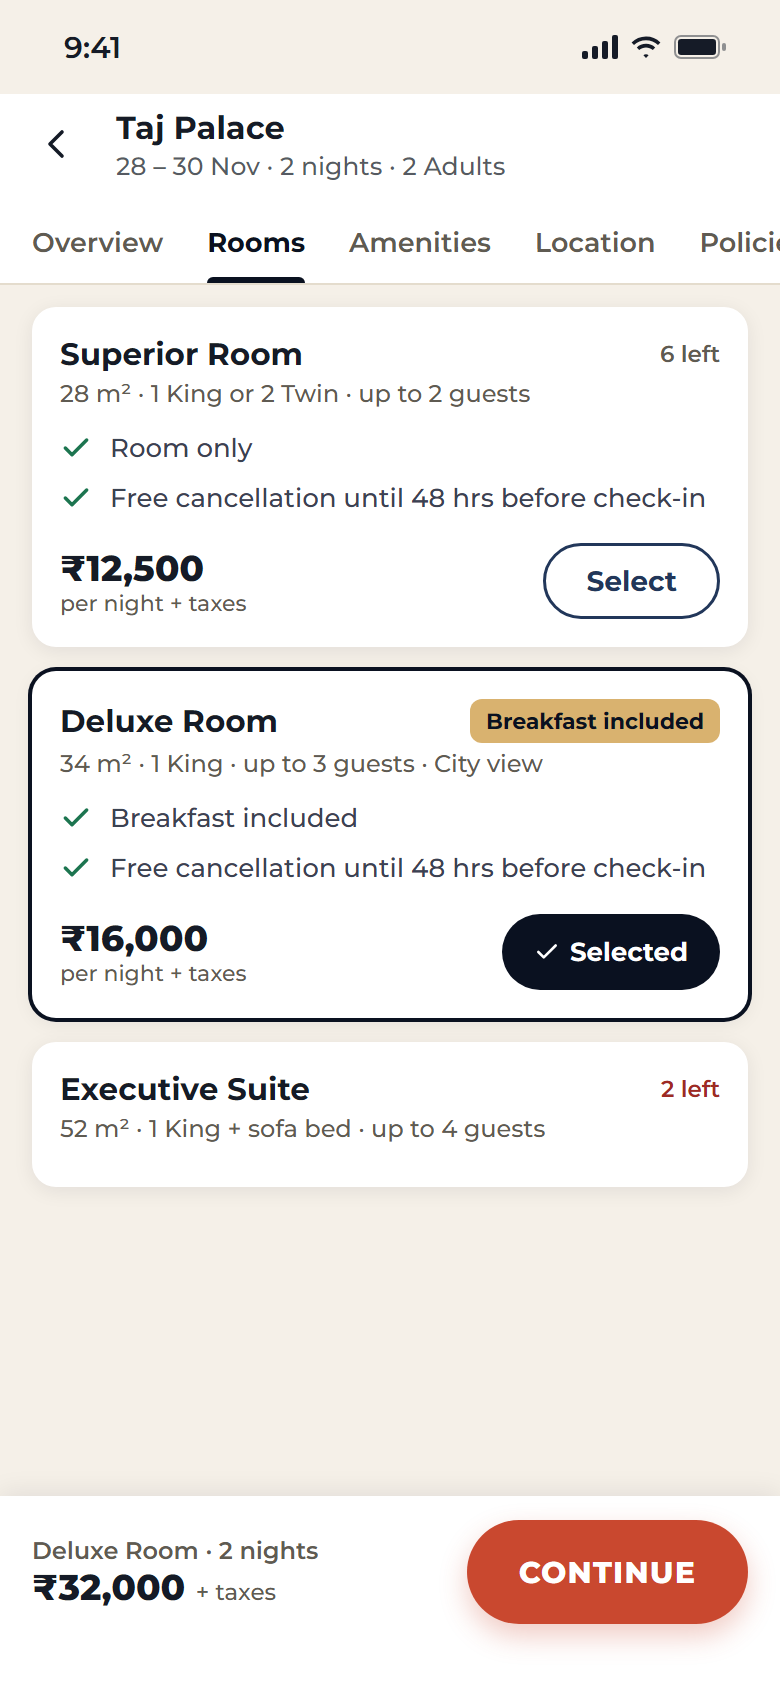 9:41
Taj Palace
28 – 30 Nov · 2 nights · 2 Adults
Overview Rooms Amenities Location Policie
Superior Room 6 left
28 m² · 1 King or 2 Twin · up to 2 guests
Room only
Free cancellation until 48 hrs before check-in
₹12,500
per night + taxes
Select
Deluxe Room Breakfast included
34 m² · 1 King · up to 3 guests · City view
Breakfast included
Free cancellation until 48 hrs before check-in
₹16,000
per night + taxes
Selected
Executive Suite 2 left
52 m² · 1 King + sofa bed · up to 4 guests
Deluxe Room · 2 nights
₹32,000 + taxes
CONTINUE